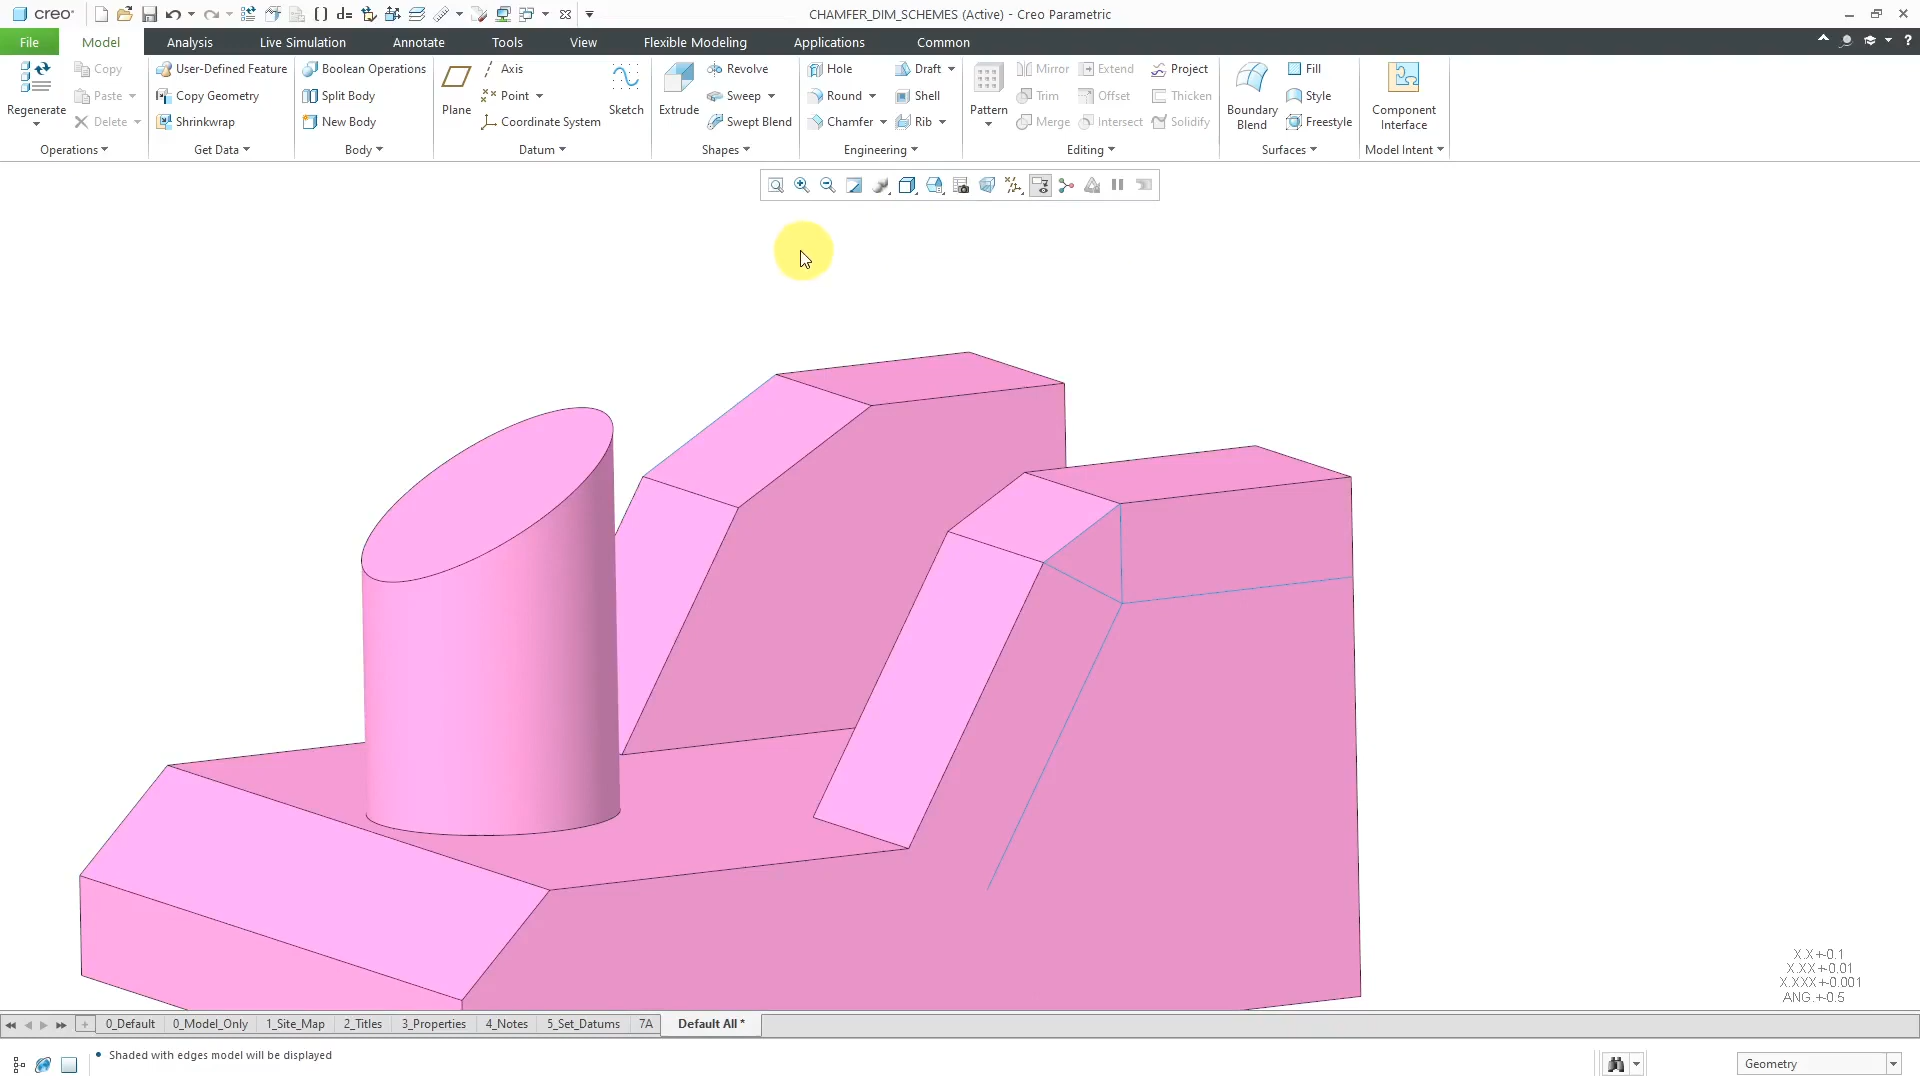 creo
d=
CHAMFER_DIM_SCHEMES (Active) - Creo Parametric
File Model Analysis Live Simulation Annotate Tools View Flexible Modeling Applications Common
Regenerate
Copy
Paste
Delete
Operations
User-Defined Feature
Copy Geometry
Shrinkwrap
Get Data
Boolean Operations
Split Body
New Body
Body
Plane
Axis
Point
Coordinate System
Sketch
Datum
Extrude
Revolve
Sweep
Swept Blend
Shapes
Hole
Round
Chamfer
Draft
Shell
Rib
Engineering
Pattern
Mirror
Trim
Merge
Extend
Offset
Intersect
Project
Thicken
Solidify
Editing
Boundary
Blend
Fill
Style
Freestyle
Surfaces
Component
Interface
Model Intent
X.X+-0.1
X.XX+-0.01
X.XXX+-0.001
ANG.+-0.5
0_Default 0_Model_Only 1_Site_Map 2_Titles 3_Properties 4_Notes 5_Set_Datums 7A Default All *
Shaded with edges model will be displayed
Geometry